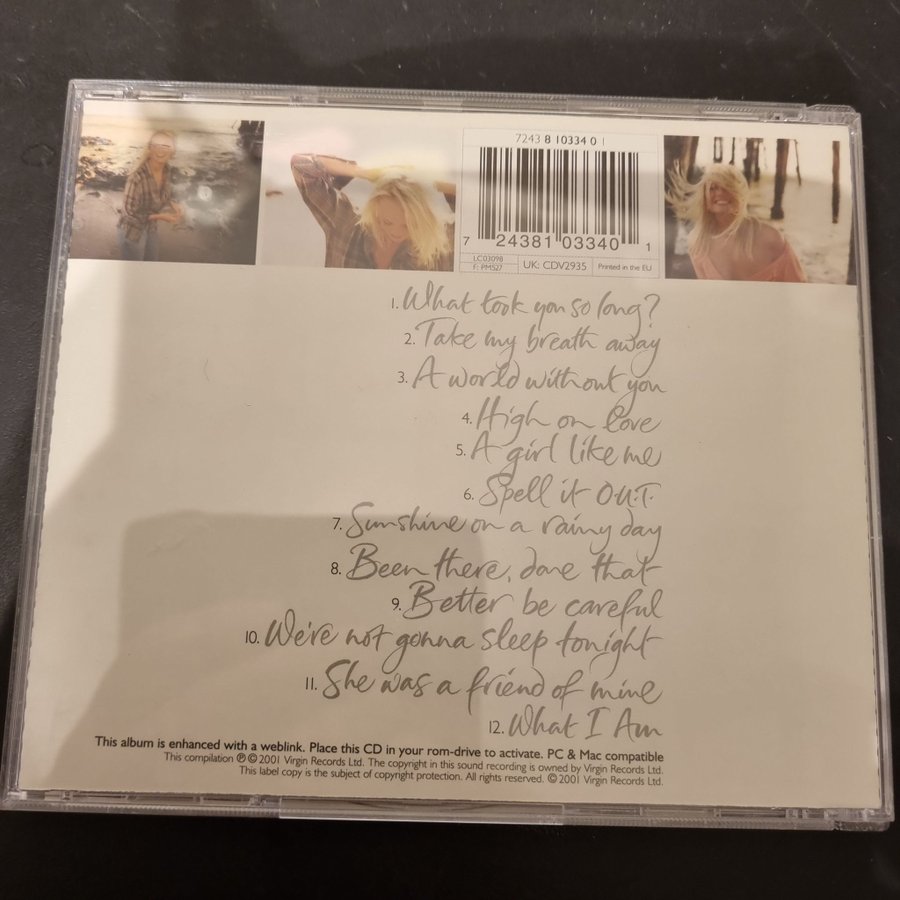 7243 8 10334 0 1
7 24381 03340 1
LC03098
F: PM527
UK: CDV2935
Printed in the EU
1. What took you so long?
2. Take my breath away
3. A world without you
4. High on love
5. A girl like me
6. Spell it O.U.T.
7. Sunshine on a rainy day
8. Been there, done that
9. Better be careful
10. We're not gonna sleep tonight
11. She was a friend of mine
12. What I Am
This album is enhanced with a weblink. Place this CD in your rom-drive to activate. PC & Mac compatible
This compilation ℗ © 2001 Virgin Records Ltd. The copyright in this sound recording is owned by Virgin Records Ltd.
This label copy is the subject of copyright protection. All rights reserved. © 2001 Virgin Records Ltd.